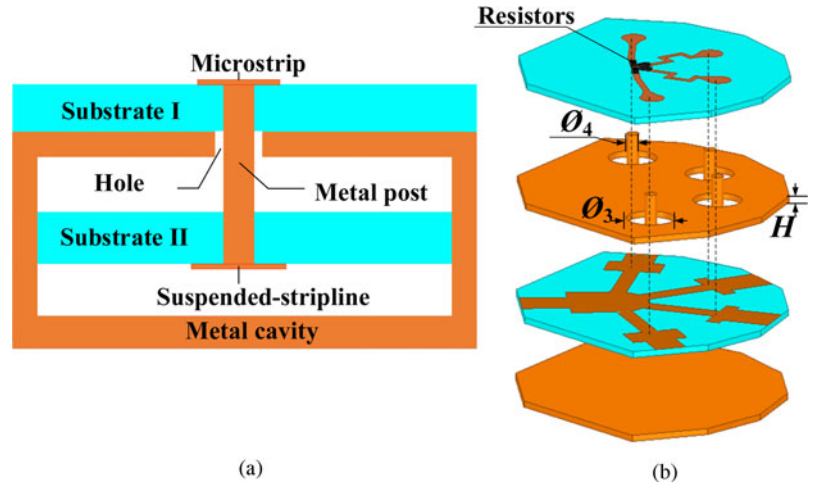 Microstrip
Substrate I
Hole
Metal post
Substrate II
Suspended-stripline
Metal cavity
(a)
Resistors
Ø4
Ø3
H
(b)